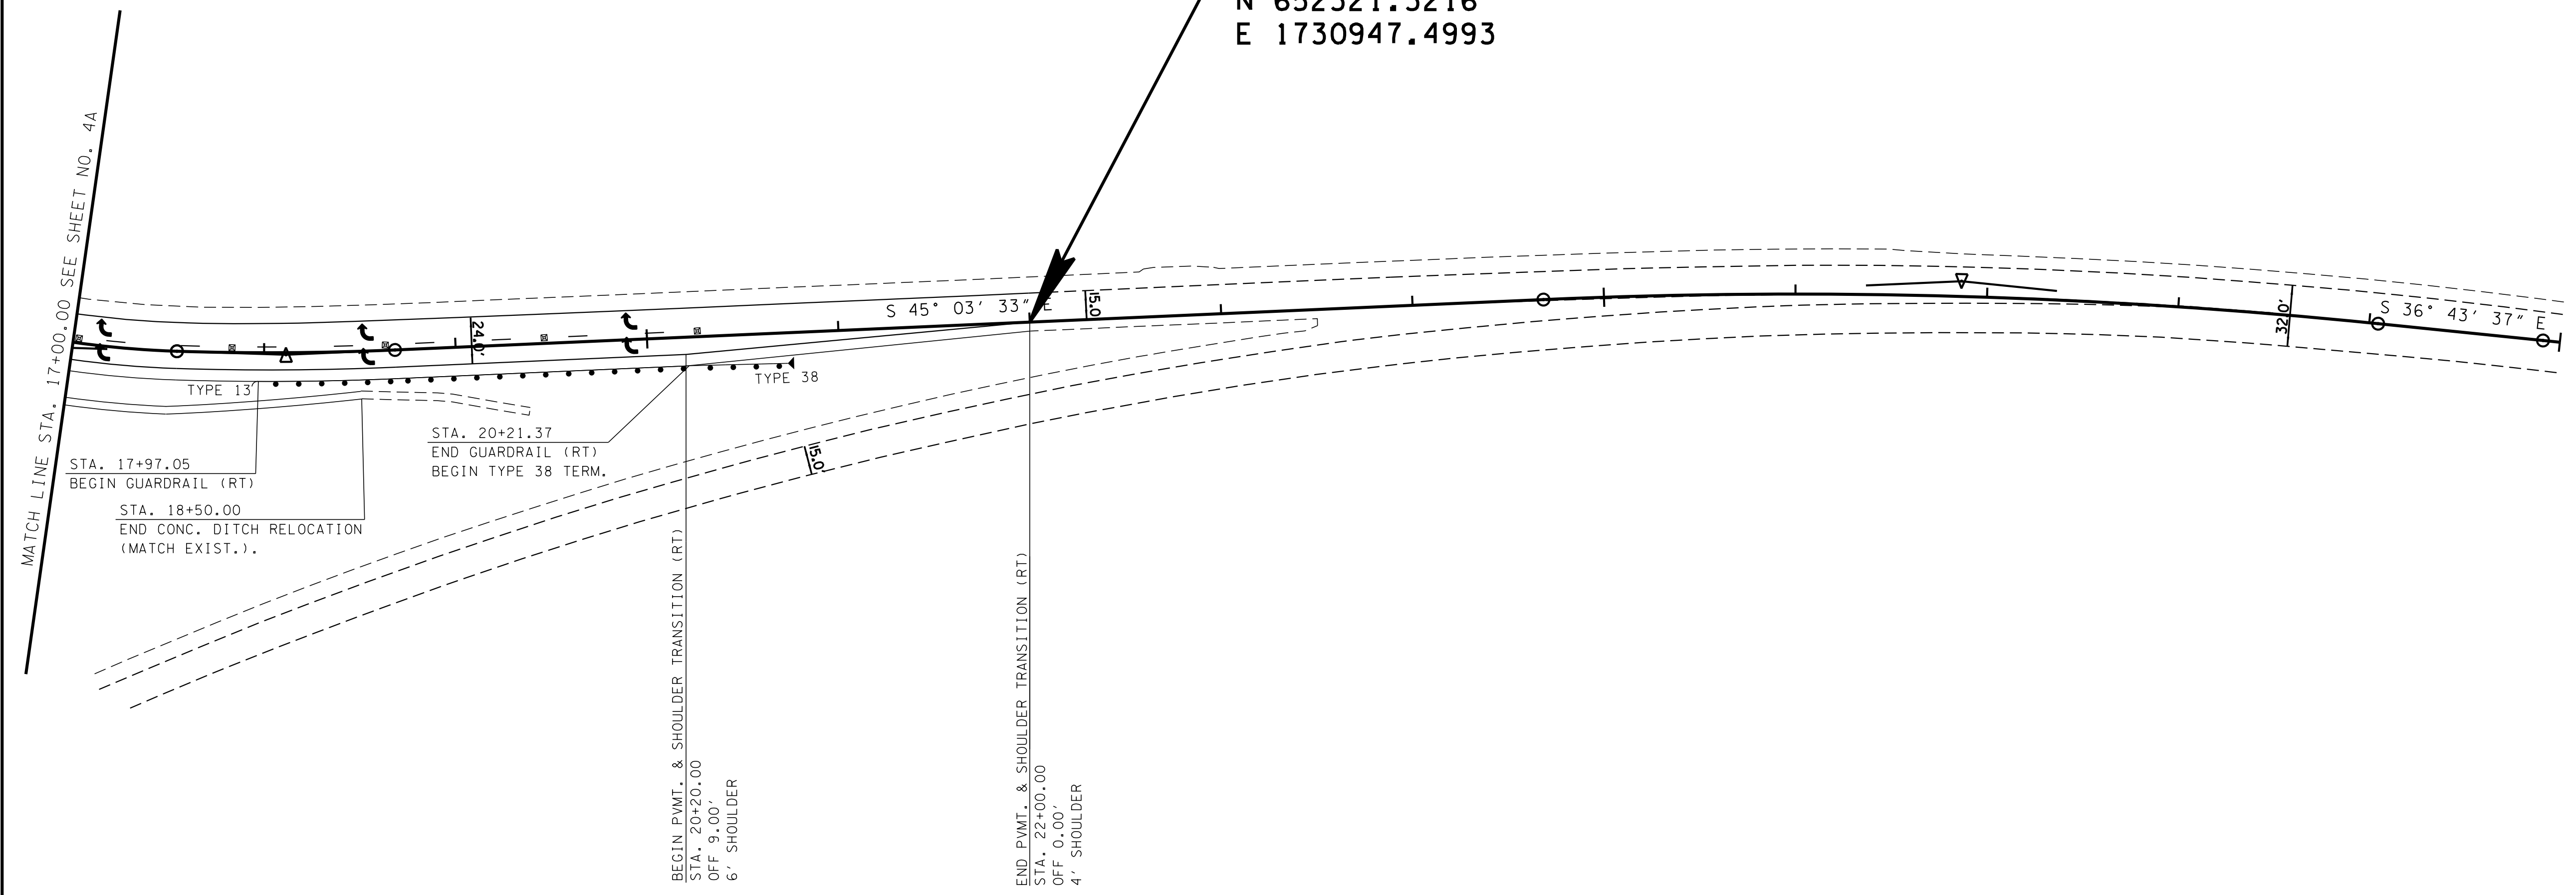 E 1730947.4993
MATCH LINE STA. 17+00.00 SEE SHEET NO. 4A
S 45° 03' 33" E
15.0'
24.0'
S 36° 43' 37" E
32.0'
TYPE 13
TYPE 38
STA. 20+21.37
END GUARDRAIL (RT)
BEGIN TYPE 38 TERM.
15.0'
STA. 17+97.05
BEGIN GUARDRAIL (RT)
STA. 18+50.00
END CONC. DITCH RELOCATION
(MATCH EXIST.).
BEGIN PVMT. & SHOULDER TRANSITION (RT)
STA. 20+20.00
OFF 9.00'
6' SHOULDER
END PVMT. & SHOULDER TRANSITION (RT)
STA. 22+00.00
OFF 0.00'
4' SHOULDER